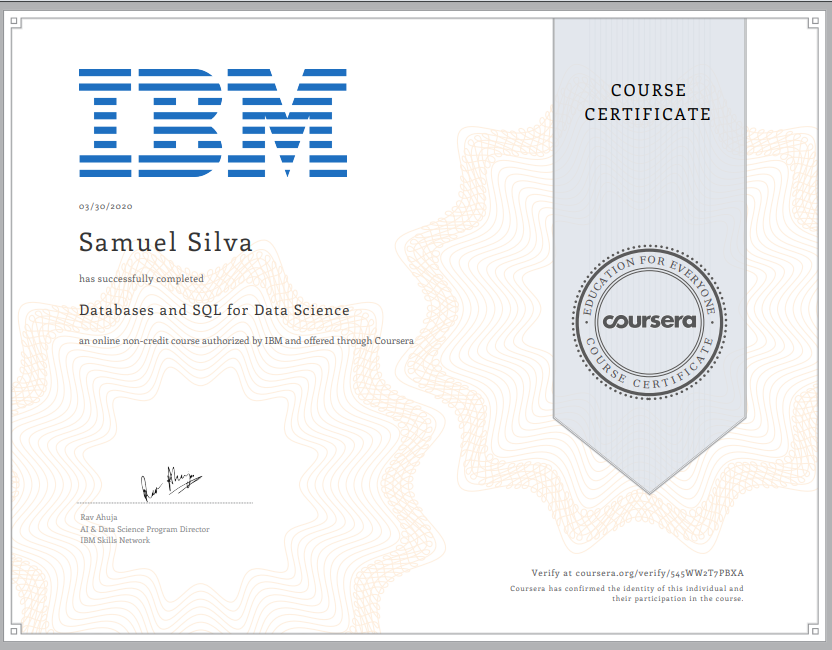 IBM
COURSE
CERTIFICATE
03/30/2020
Samuel Silva
has successfully completed
Databases and SQL for Data Science
an online non-credit course authorized by IBM and offered through Coursera
EDUCATION FOR EVERYONE
coursera
COURSE CERTIFICATE
Rav Ahuja
AI & Data Science Program Director
IBM Skills Network
Verify at coursera.org/verify/545WW2T7PBXA
Coursera has confirmed the identity of this individual and
their participation in the course.